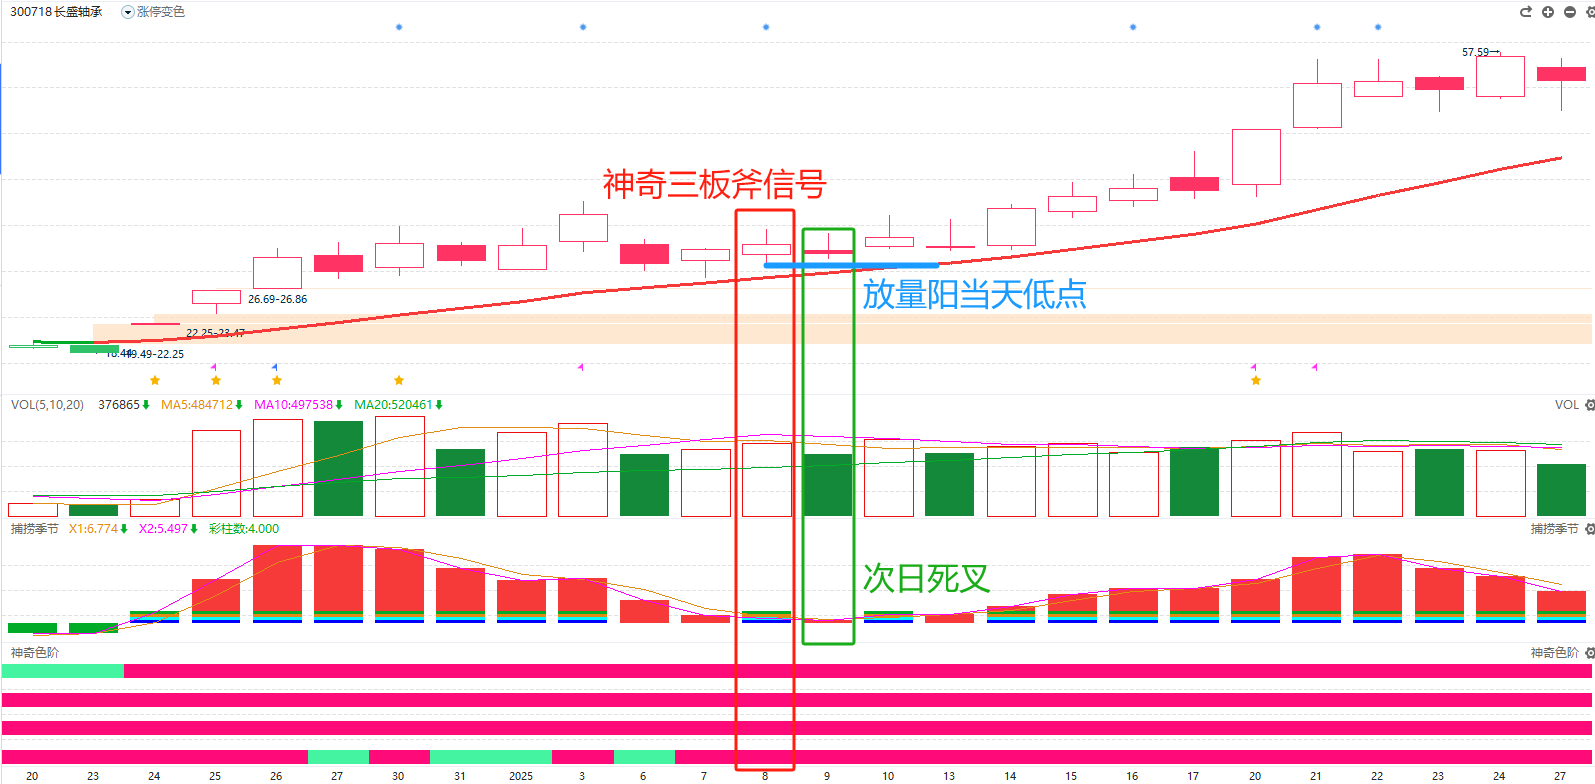 300718 长盛轴承 涨停变色
57.59
神奇三板斧信号
放量阳当天低点
26.69-26.86
22.25-23.47
19.49-22.25
VOL(5,10,20) 376865 MA5:484712 MA10:497538 MA20:520461 VOL
捕捞季节 X1:6.774 X2:5.497 彩柱数:4.000 捕捞季节
次日死叉
神奇色阶 神奇色阶
20 23 24 25 26 27 30 31 2025 3 6 7 8 9 10 13 14 15 16 17 20 21 22 23 24 27